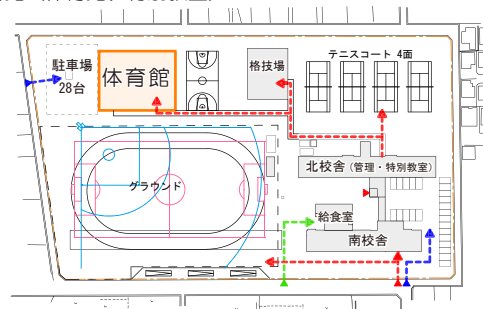 駐車場
28台
体育館
格技場
テニスコート 4面
グラウンド
北校舎(管理・特別教室)
給食室
南校舎